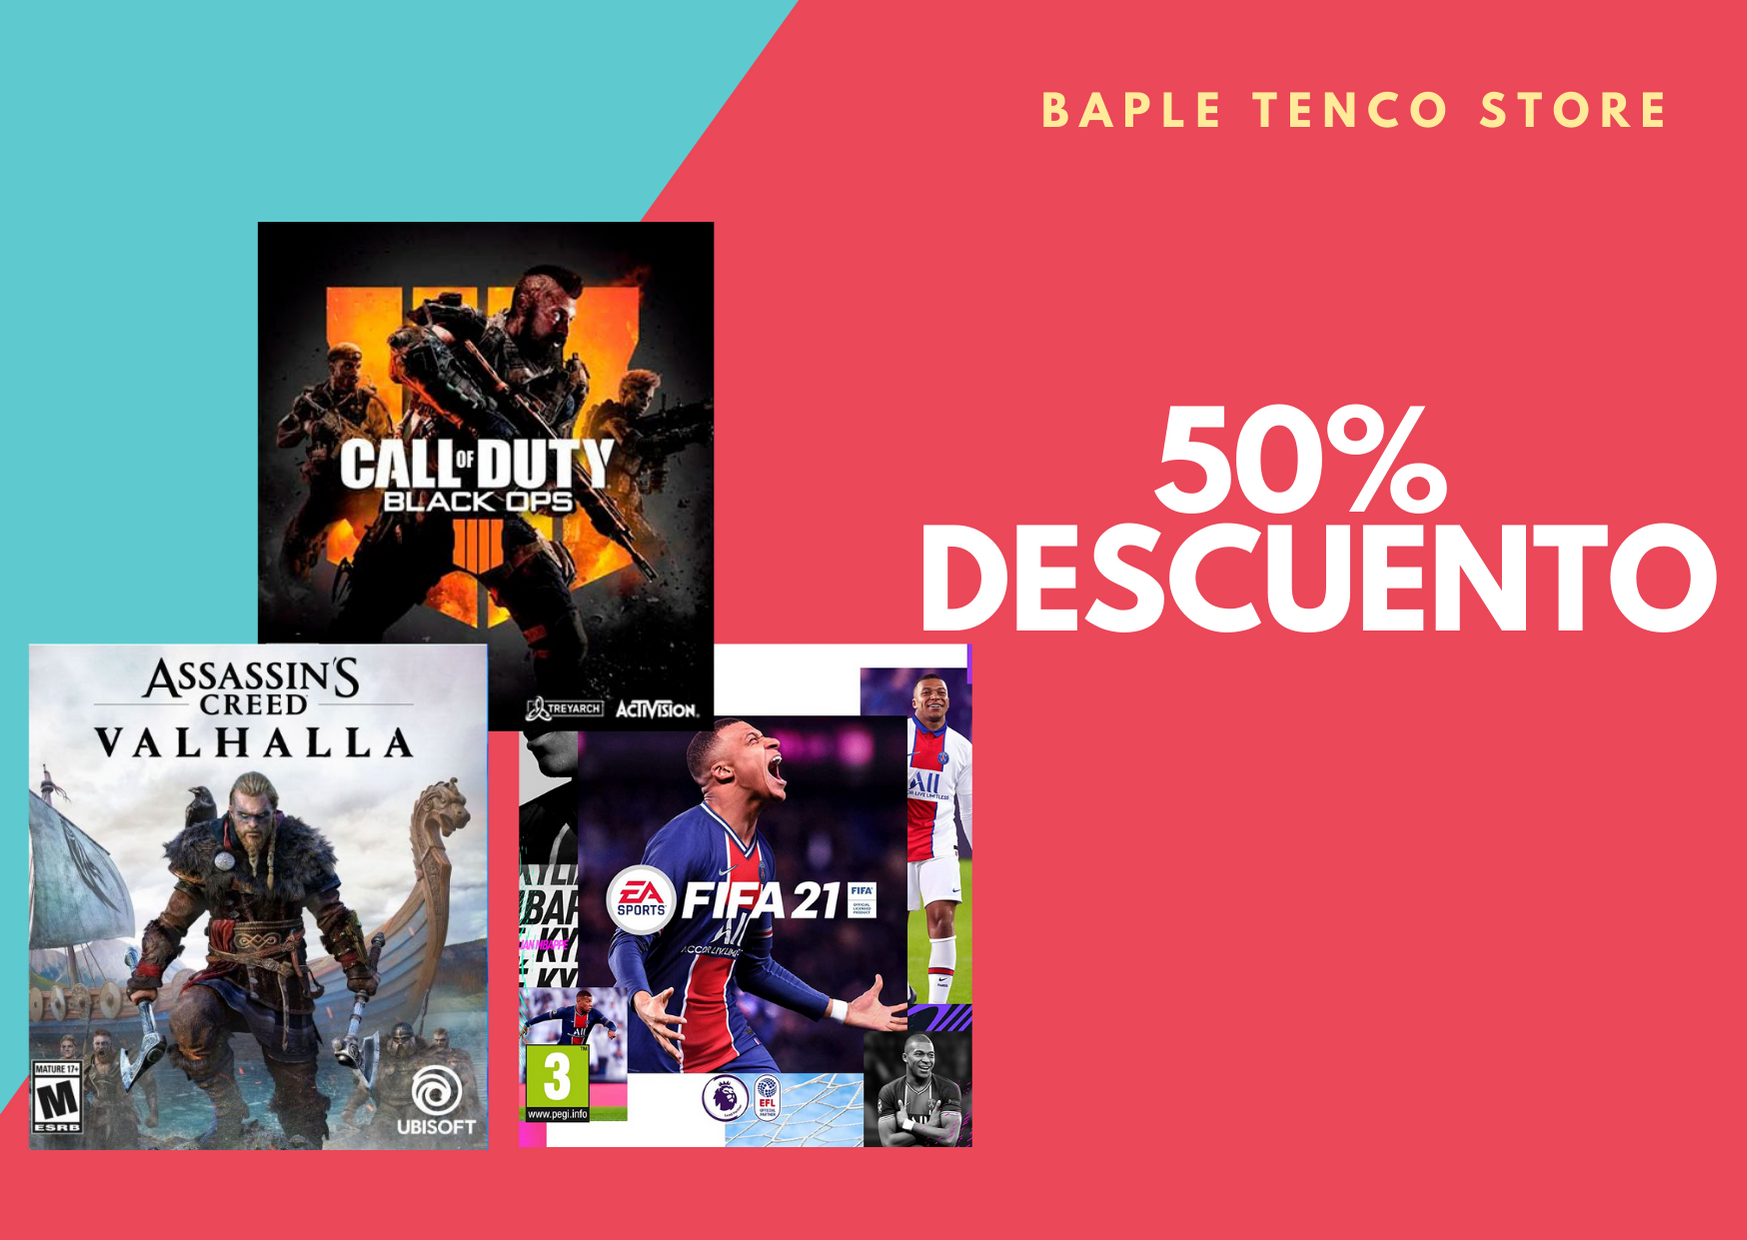 BAPLE TENCO STORE
50%
DESCUENTO
CALL OF DUTY
BLACK OPS
IIII
TREYARCH
ACTIVISION
ASSASSIN'S
CREED
VALHALLA
MATURE 17+
M
ESRB
UBISOFT
EA
SPORTS
FIFA 21
FIFA
3
www.pegi.info
EFL